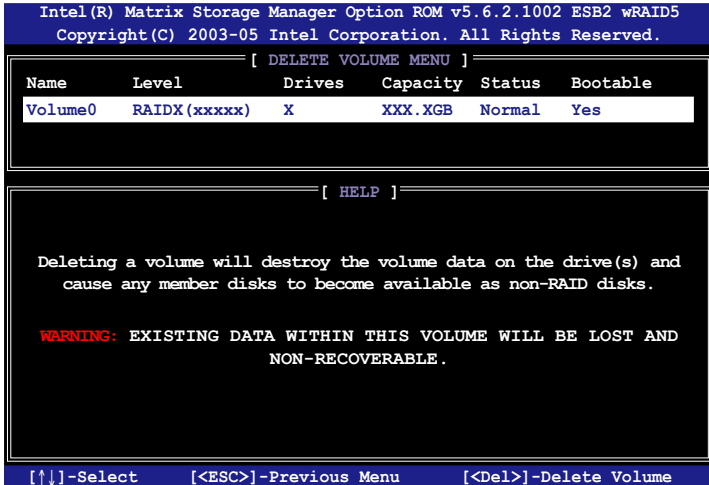 Intel(R) Matrix Storage Manager Option ROM v5.6.2.1002 ESB2 wRAID5
Copyright(C) 2003-05 Intel Corporation. All Rights Reserved.
[ DELETE VOLUME MENU ]
Name Level Drives Capacity Status Bootable
Volume0 RAIDX(xxxxx) X XXX.XGB Normal Yes
[ HELP ]
Deleting a volume will destroy the volume data on the drive(s) and
cause any member disks to become available as non-RAID disks.
WARNING: EXISTING DATA WITHIN THIS VOLUME WILL BE LOST AND
NON-RECOVERABLE.
[↑↓]-Select [<ESC>]-Previous Menu [<Del>]-Delete Volume